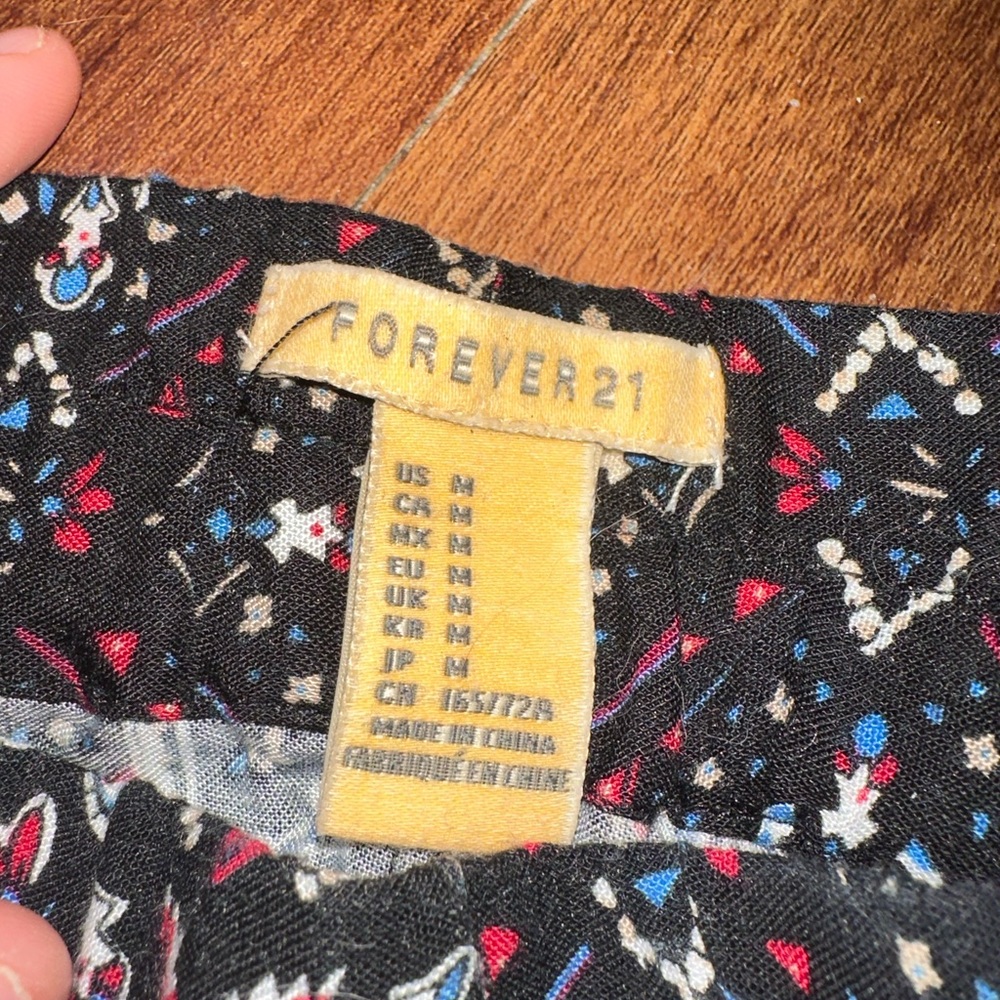 FOREVER 21
US M
CA M
MX M
EU M
UK M
KR M
JP M
CN 165/72A
MADE IN CHINA
FABRIQUÉ EN CHINE